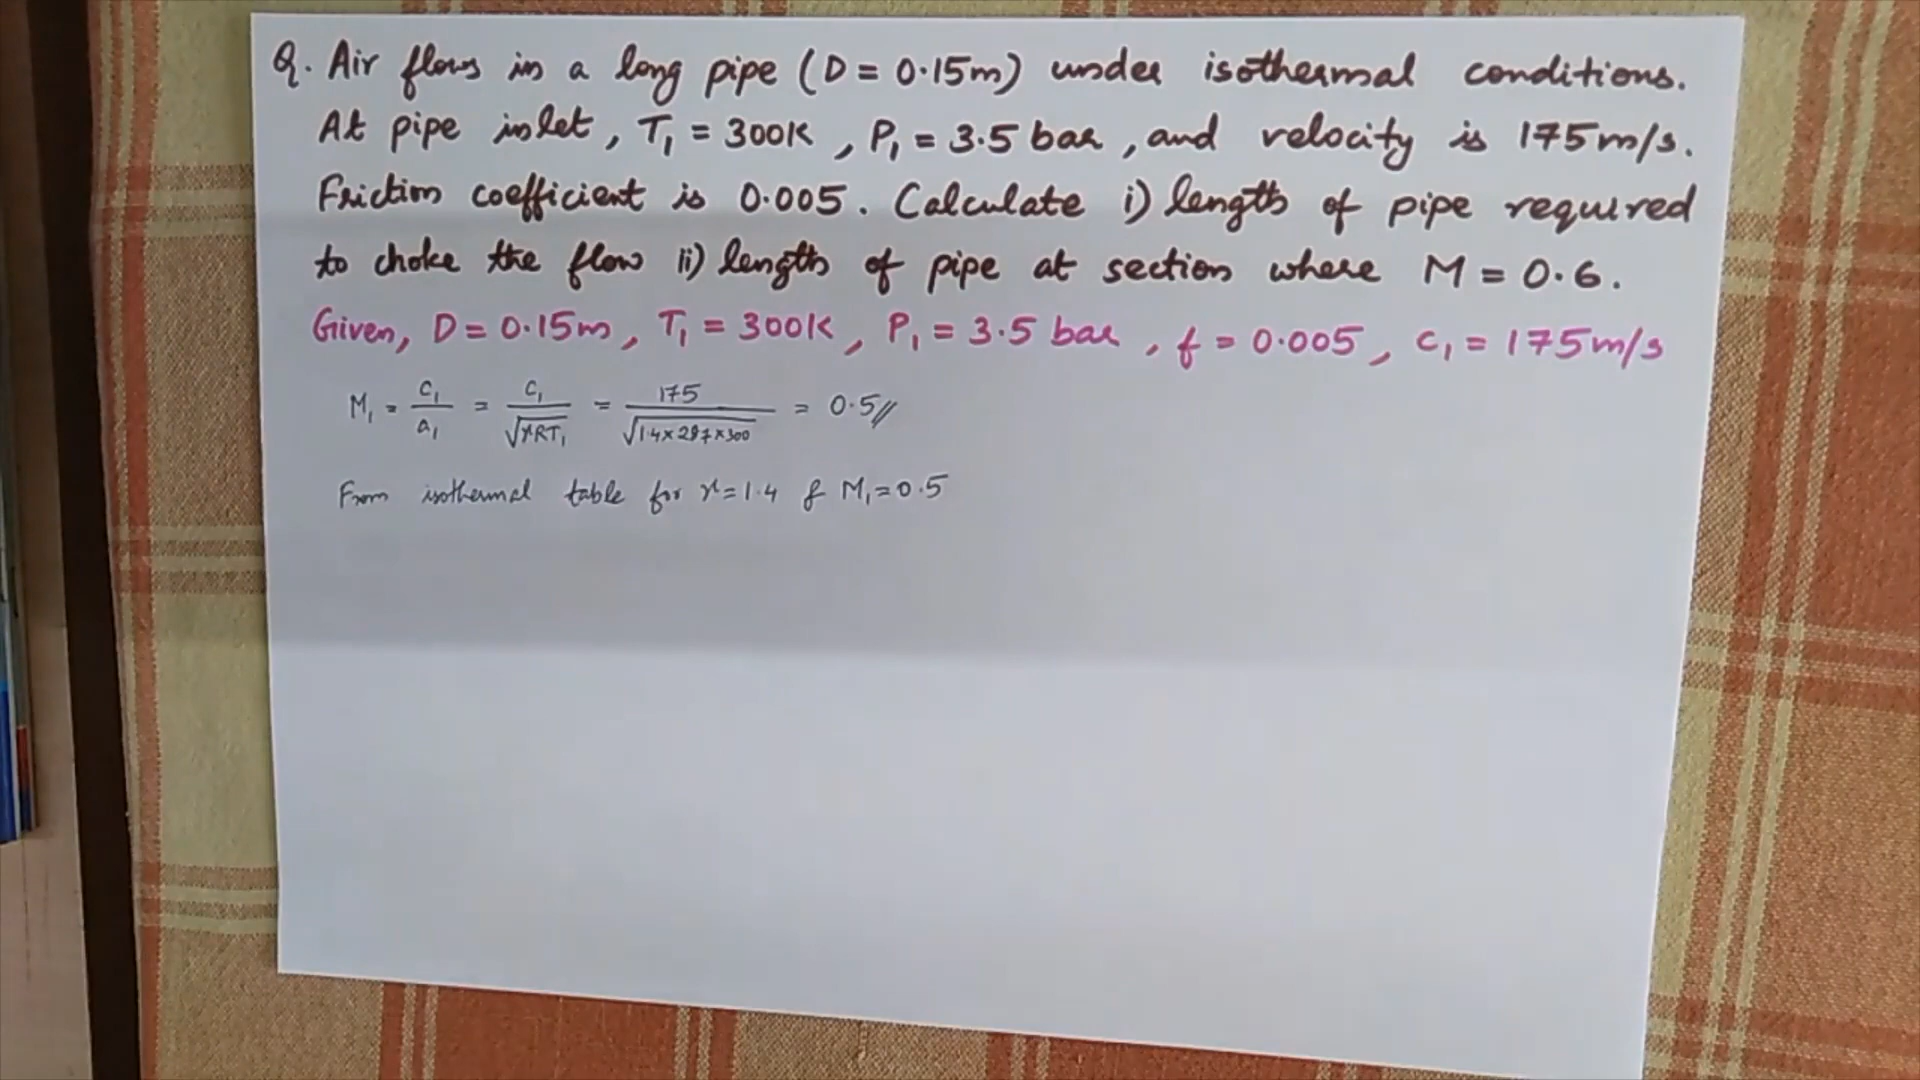 Q. Air flows in a long pipe (D = 0.15m) under isothermal conditions.
At pipe inlet, T₁ = 300K, P₁ = 3.5 bar, and velocity is 175m/s.
Friction coefficient is 0.005. Calculate i) length of pipe required
to choke the flow ii) length of pipe at section where M = 0.6.
Given, D = 0.15m, T₁ = 300K, P₁ = 3.5 bar, f = 0.005, C₁ = 175m/s
M₁ = C₁/a₁ = C₁/√γRT₁ = 175/√1.4×287×300 = 0.5//
From isothermal table for γ=1.4 & M₁=0.5